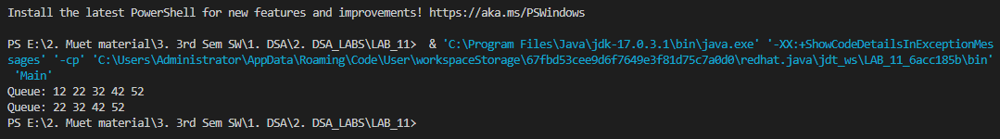 Install the latest PowerShell for new features and improvements! https://aka.ms/PSWindows
PS E:\2. Muet material\3. 3rd Sem SW\1. DSA\2. DSA_LABS\LAB_11>  & 'C:\Program Files\Java\jdk-17.0.3.1\bin\java.exe' '-XX:+ShowCodeDetailsInExceptionMes
sages' '-cp' 'C:\Users\Administrator\AppData\Roaming\Code\User\workspaceStorage\67fbd53cee9d6f7649e3f81d75c7a0d0\redhat.java\jdt_ws\LAB_11_6acc185b\bin'
 'Main'
Queue: 12 22 32 42 52
Queue: 22 32 42 52
PS E:\2. Muet material\3. 3rd Sem SW\1. DSA\2. DSA_LABS\LAB_11>